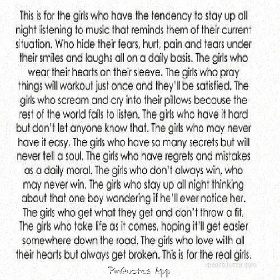 This is for the girls who have the tendency to stay up all
night listening to music that reminds them of their current
situation. Who hide their fears, hurt, pain and tears under
their smiles and laughs all on a daily basis. The girls who
wear their hearts on their sleeve. The girls who pray
things will workout just once and they'll be satisfied. The
girls who scream and cry into their pillows because the
rest of the world fails to listen. The girls who have it hard
but don't let anyone know that. The girls who may never
have it easy. The girls who have so many secrets but will
never tell a soul. The girls who have regrets and mistakes
as a daily moral. The girls who don't always win, who
may never win. The girls who stay up all night thinking
about that one boy wondering if he'll ever notice her.
The girls who get what they get and don't throw a fit.
The girls who take life as it comes, hoping it'll get easier
somewhere down the road. The girls who love with all
their hearts but always get broken. This is for the real girls.
App